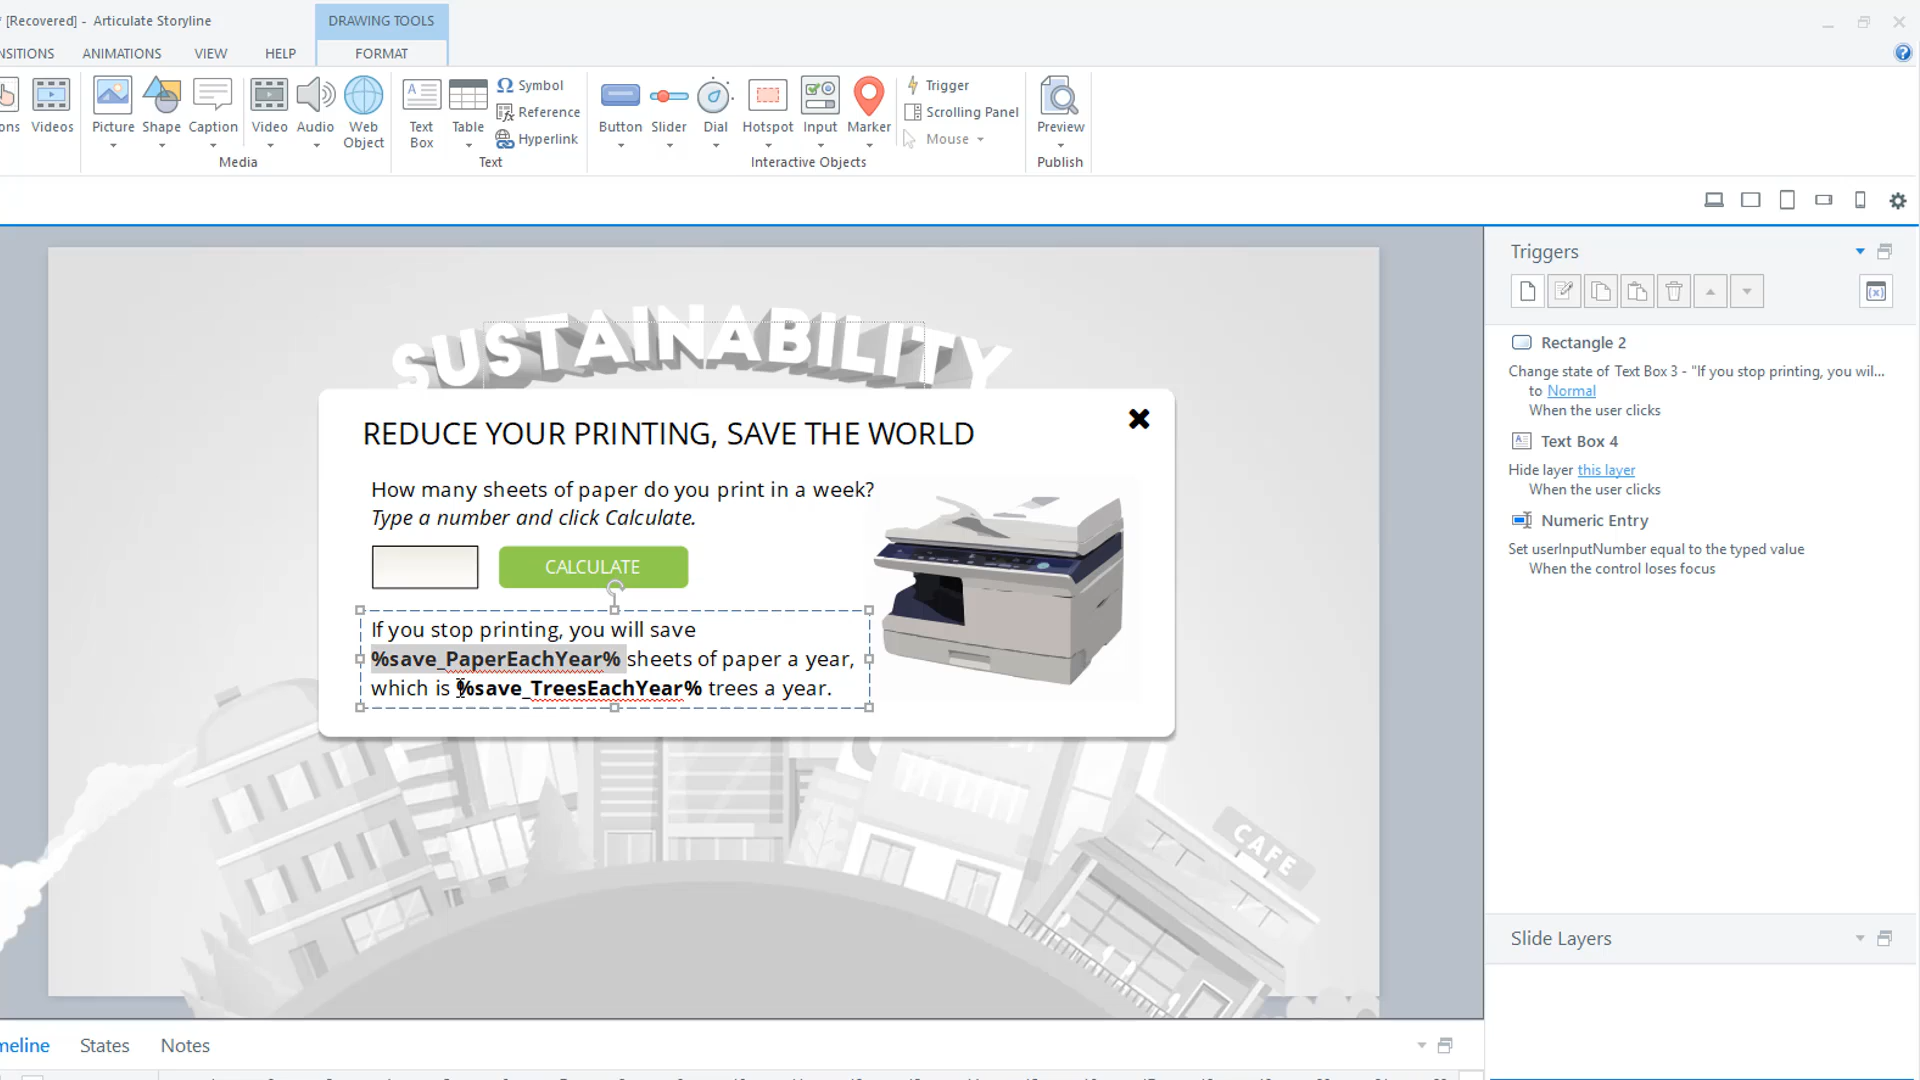 * [Recovered] - Articulate Storyline
DRAWING TOOLS
NSITIONS ANIMATIONS VIEW HELP FORMAT
ons Videos Picture Shape Caption Video Audio Web Object Text Box Table Symbol Reference Hyperlink Button Slider Dial Hotspot Input Marker Trigger Scrolling Panel Mouse Preview
Media Text Interactive Objects Publish
SUSTAINABILITY
REDUCE YOUR PRINTING, SAVE THE WORLD
How many sheets of paper do you print in a week?
Type a number and click Calculate.
CALCULATE
If you stop printing, you will save
%save_PaperEachYear% sheets of paper a year,
which is %save_TreesEachYear% trees a year.
CAFE
Triggers
Rectangle 2
Change state of Text Box 3 - "If you stop printing, you wil...
to Normal
When the user clicks
Text Box 4
Hide layer this layer
When the user clicks
Numeric Entry
Set userInputNumber equal to the typed value
When the control loses focus
Slide Layers
meline States Notes